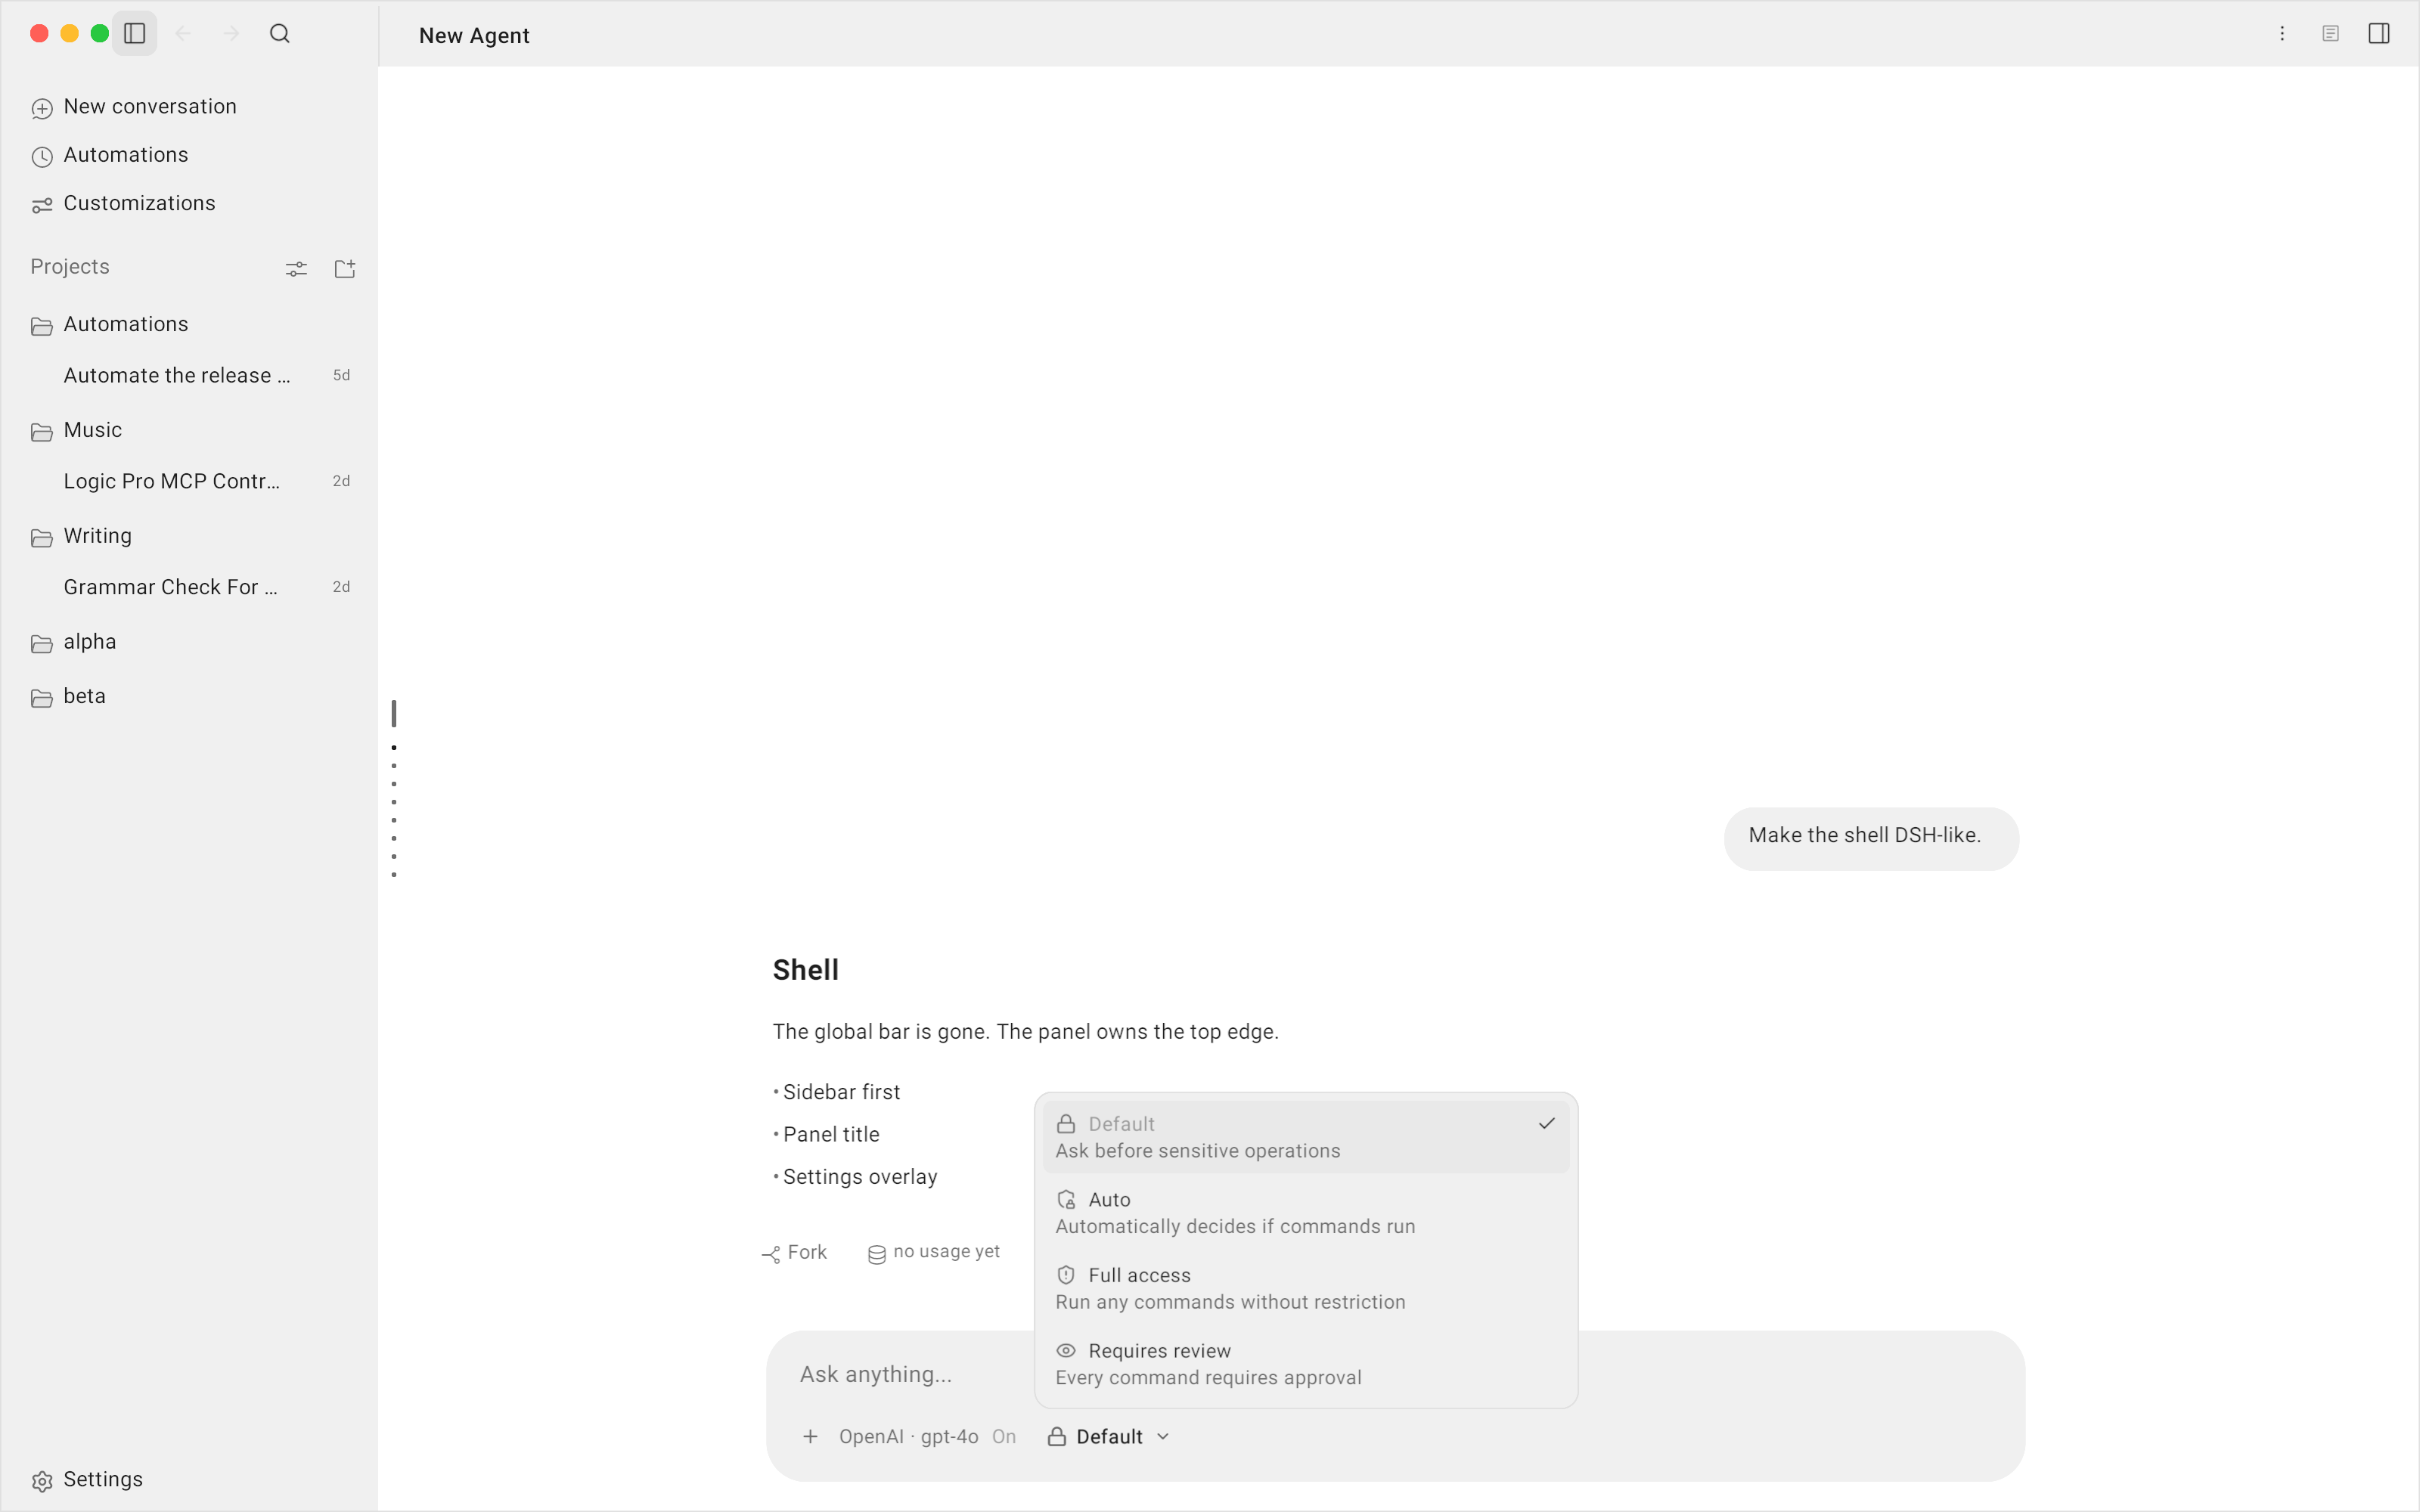 New Agent
New conversation
Automations
Customizations
Projects
Automations
Automate the release ... 5d
Music
Logic Pro MCP Contr... 2d
Writing
Grammar Check For ... 2d
alpha
beta
Settings
Make the shell DSH-like.
Shell
The global bar is gone. The panel owns the top edge.
• Sidebar first
• Panel title
• Settings overlay
Fork no usage yet
Default
Ask before sensitive operations
Auto
Automatically decides if commands run
Full access
Run any commands without restriction
Requires review
Every command requires approval
Ask anything...
OpenAI · gpt-4o On Default